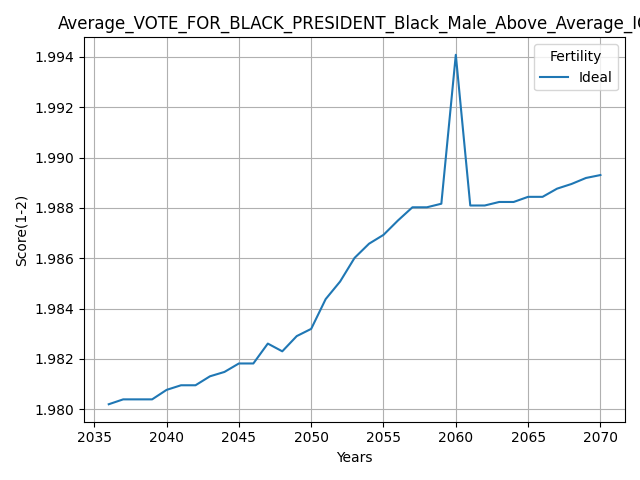 Average_VOTE_FOR_BLACK_PRESIDENT_Black_Male_Above_Average_I
Fertility
Ideal
Score(1-2)
1.994
1.992
1.990
1.988
1.986
1.984
1.982
1.980
2035 2040 2045 2050 2055 2060 2065 2070
Years